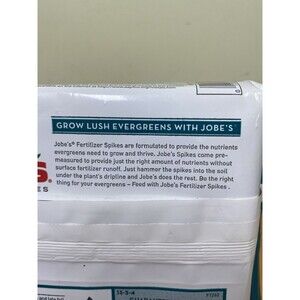 GROW LUSH EVERGREENS WITH JOBE'S
Jobe's® Fertilizer Spikes are formulated to provide the nutrients
evergreens need to grow and thrive. Jobe's Spikes come pre-
measured to provide just the right amount of nutrients without
surface fertilizer runoff. Just hammer the spikes into the soil
under the plant's dripline and Jobe's does the rest. Be the right
thing for your evergreens – Feed with Jobe's Fertilizer Spikes.